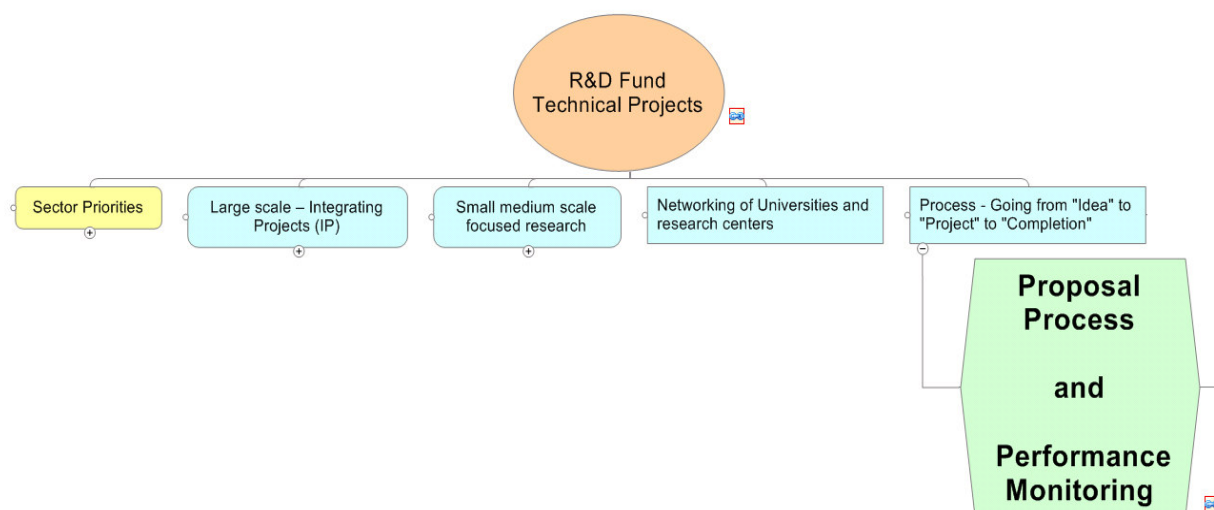 R&D Fund
Technical Projects
Sector Priorities
Large scale – Integrating
Projects (IP)
Small medium scale
focused research
Networking of Universities and
research centers
Process - Going from "Idea" to
"Project" to "Completion"
Proposal
Process
and
Performance
Monitoring